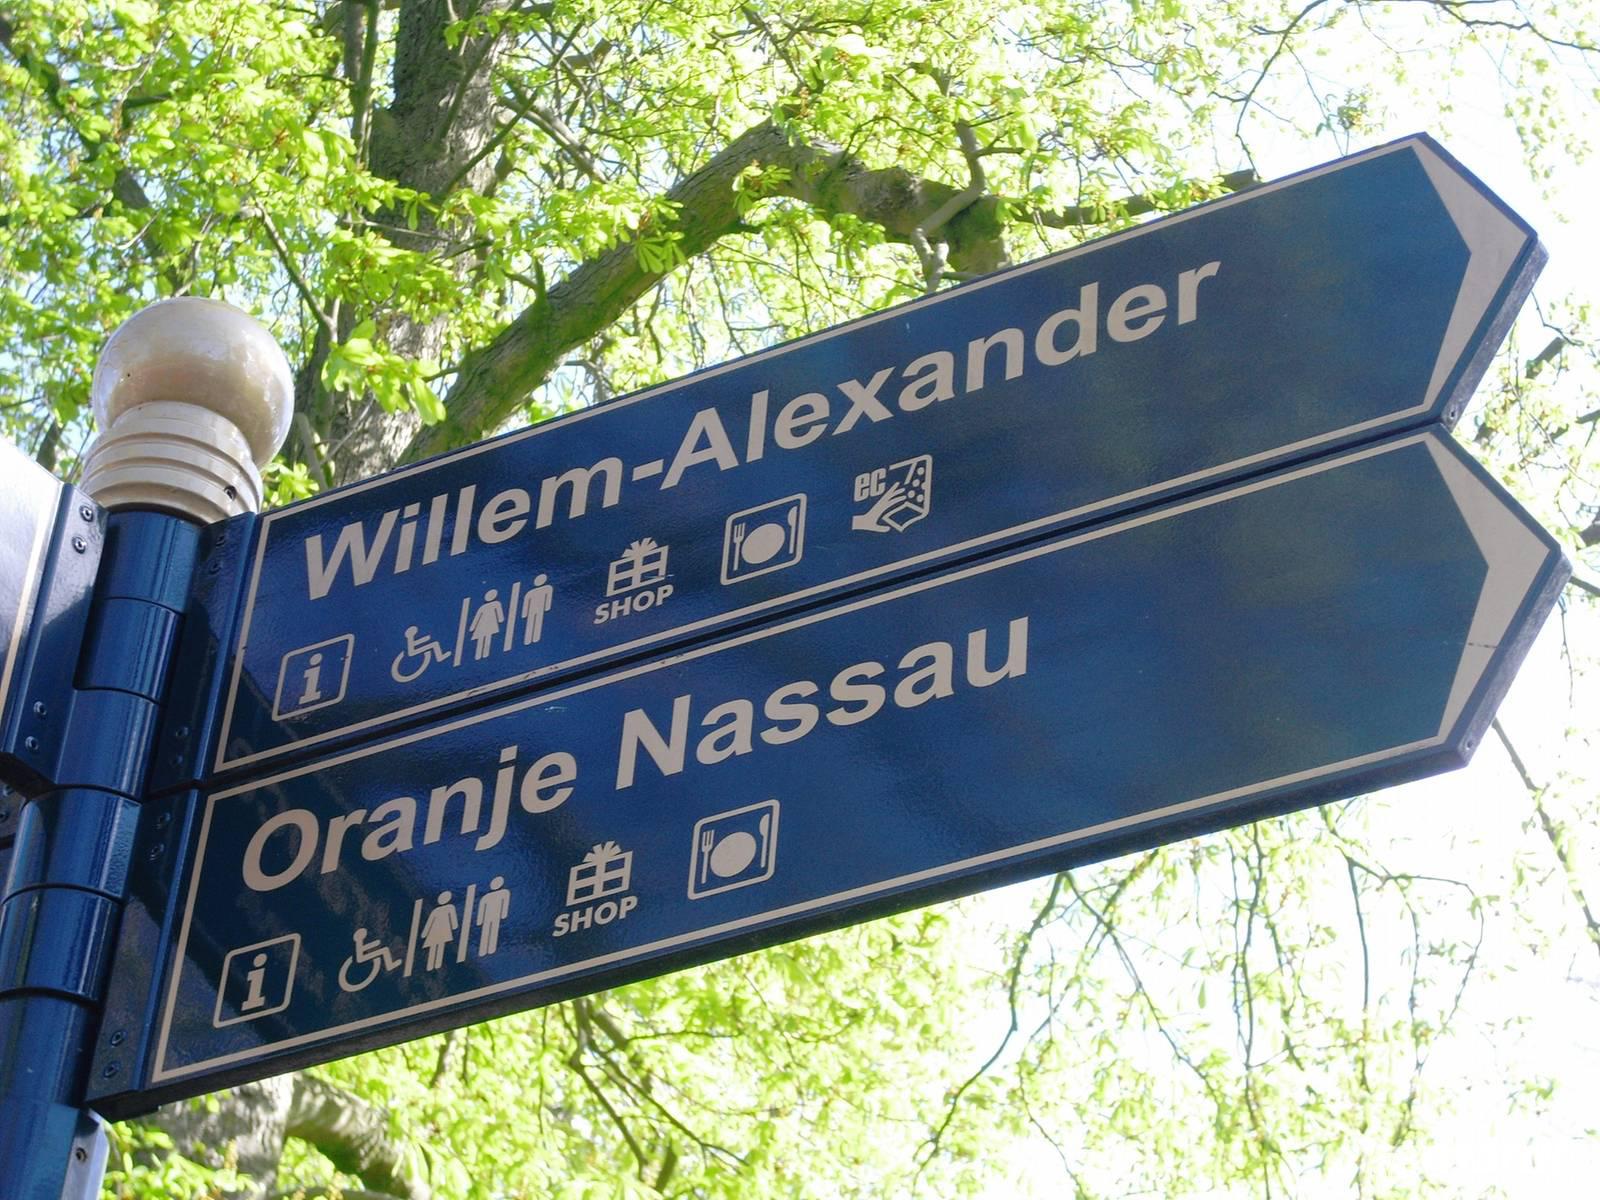 Willem-Alexander
i
SHOP
ec
Oranje Nassau
i
SHOP